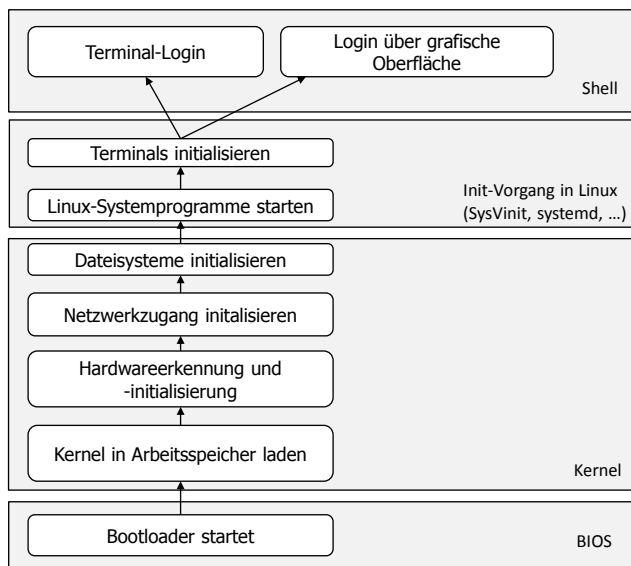 Terminal-Login
Login über grafische
Oberfläche
Shell
Terminals initialisieren
Linux-Systemprogramme starten
Init-Vorgang in Linux
(SysVinit, systemd, ...)
Dateisysteme initialisieren
Netzwerkzugang initalisieren
Hardwareerkennung und
-initialisierung
Kernel in Arbeitsspeicher laden
Kernel
Bootloader startet
BIOS